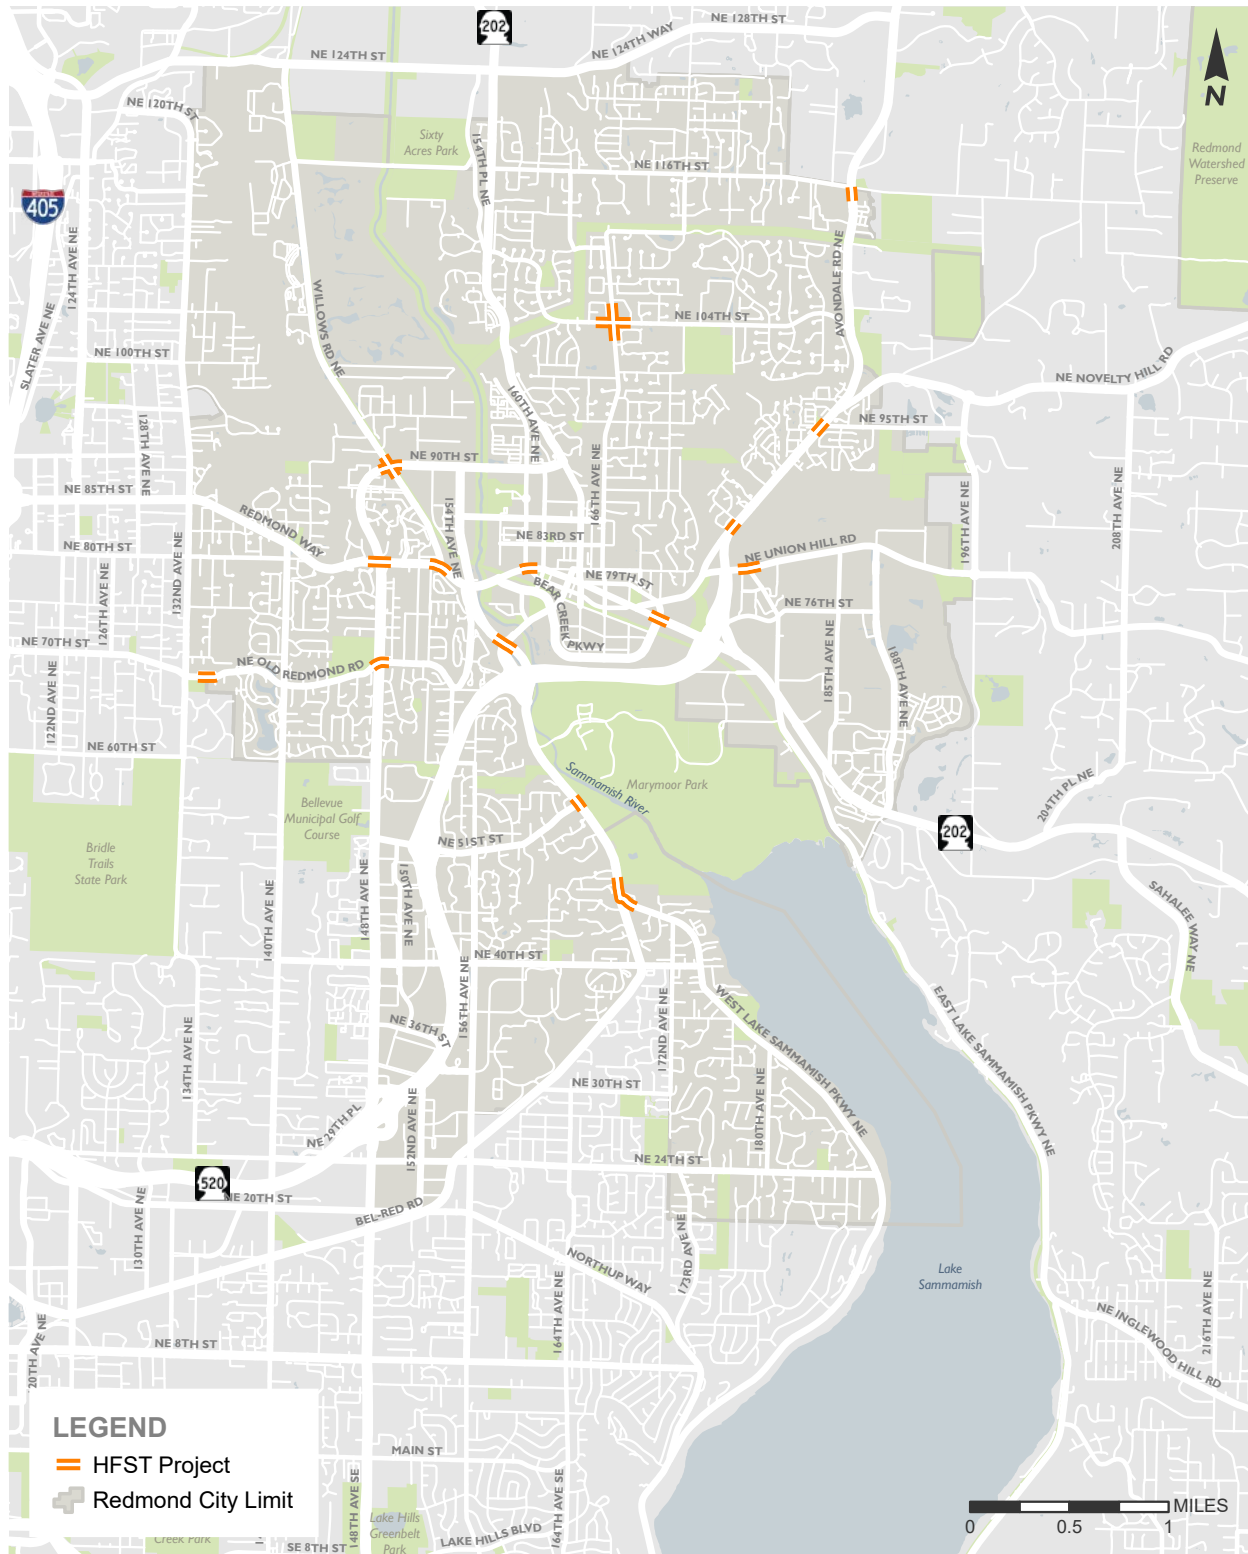 202
NE 128TH ST
NE 124TH WAY
NE 124TH ST
N
NE 120TH ST
Sixty
Acres Park
154TH PL NE
NE 116TH ST
Redmond
Watershed
Preserve
INTERSTATE
405
124TH AVE NE
AVONDALE RD NE
WILLOWS RD NE
SLATER AVE NE
NE 104TH ST
NE 100TH ST
NE NOVELTY HILL RD
160TH AVE NE
NE 95TH ST
128TH AVE NE
NE 90TH ST
166TH AVE NE
NE 85TH ST
154TH AVE NE
196TH AVE NE
208TH AVE NE
REDMOND WAY
NE 83RD ST
NE UNION HILL RD
NE 80TH ST
132ND AVE NE
126TH AVE NE
NE 79TH ST
BEAR CREEK PKWY
NE 76TH ST
NE 70TH ST
185TH AVE NE
188TH AVE NE
NE OLD REDMOND RD
122ND AVE NE
NE 60TH ST
Sammamish River
Marymoor Park
204TH PL NE
Bellevue
Municipal Golf
Course
202
NE 51ST ST
Bridle
Trails
State Park
148TH AVE NE
150TH AVE NE
140TH AVE NE
SAHALEE WAY NE
NE 40TH ST
156TH AVE NE
WEST LAKE SAMMAMISH PKWY NE
EAST LAKE SAMMAMISH PKWY NE
172ND AVE NE
NE 36TH ST
134TH AVE NE
NE 30TH ST
180TH AVE NE
152ND AVE NE
NE 29TH PL
NE 24TH ST
520
NE 20TH ST
130TH AVE NE
BEL-RED RD
173RD AVE NE
NORTHUP WAY
Lake
Sammamish
164TH AVE NE
216TH AVE NE
NE INGLEWOOD HILL RD
20TH AVE NE
NE 8TH ST
LEGEND
HFST Project
Redmond City Limit
MAIN ST
148TH AVE SE
164TH AVE SE
Lake Hills
Greenbelt
Park
LAKE HILLS BLVD
SE 8TH ST
Creek Park
MILES
0 0.5 1